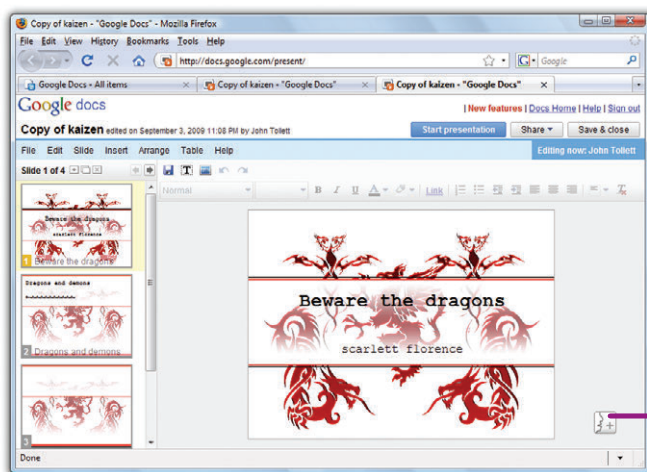 Copy of kaizen - "Google Docs" - Mozilla Firefox
File Edit View History Bookmarks Tools Help
http://docs.google.com/present/
G Google
Google Docs - All items
Copy of kaizen - "Google Docs"
Copy of kaizen - "Google Docs"
Google docs
| New features | Docs Home | Help | Sign out
Copy of kaizen edited on September 3, 2009 11:08 PM by John Tollett
Start presentation
Share
Save & close
File Edit Slide Insert Arrange Table Help
Editing now: John Tollett
Slide 1 of 4
T
Normal
B I U A Link
Beware the dragons
scarlett florence
1 Beware the dragons
Dragons and demons
2 Dragons and demons
3
Beware the dragons
scarlett florence
Done